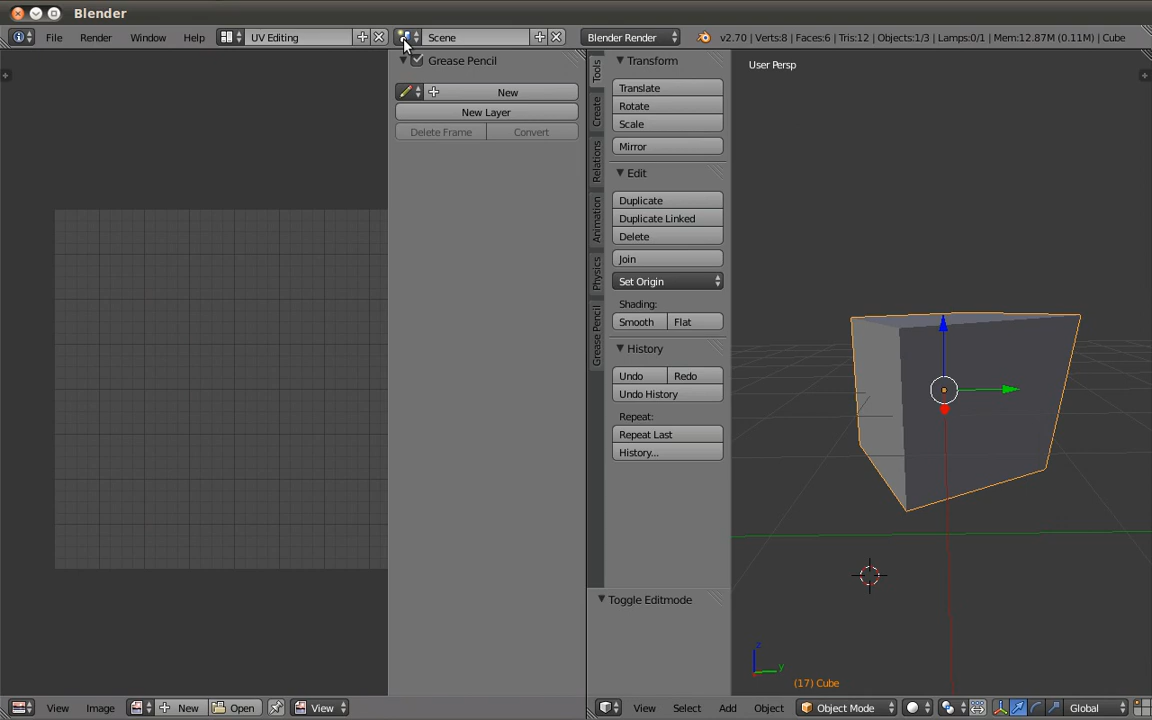 Blender
File Render Window Help UV Editing Scene Blender Render v2.70 | Verts:8 | Faces:6 | Tris:12 | Objects:1/3 | Lamps:0/1 | Mem:12.87M (0.11M) | Cube
Grease Pencil
New
New Layer
Delete Frame Convert
Tools
Create
Relations
Animation
Physics
Grease Pencil
Transform
Translate
Rotate
Scale
Mirror
Edit
Duplicate
Duplicate Linked
Delete
Join
Set Origin
Shading:
Smooth Flat
History
Undo Redo
Undo History
Repeat:
Repeat Last
History...
Toggle Editmode
User Persp
z
y
(17) Cube
View Image New Open View
View Select Add Object Object Mode Global